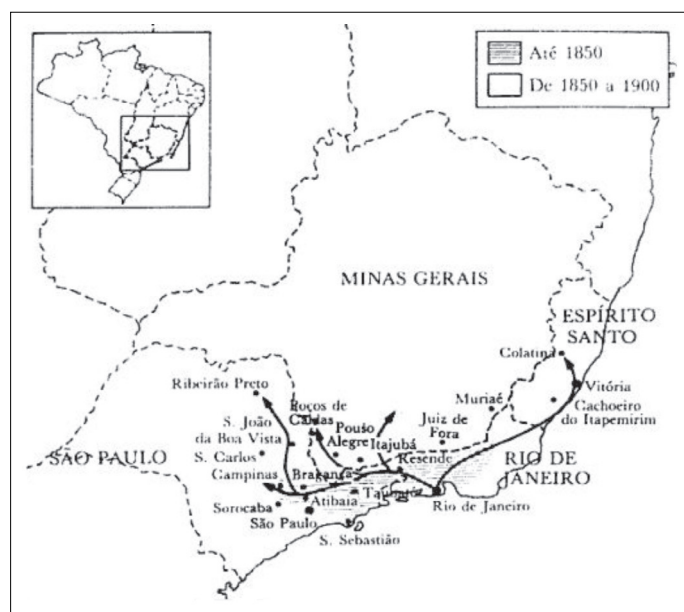 Até 1850
De 1850 a 1900
MINAS GERAIS
ESPÍRITO
SANTO
Colatina
Ribeirão Preto
Vitória
Poços de
Caldas
Muriaé
Cachoeiro
do Itapemirim
S. João
da Boa Vista
Pouso
Alegre
Juiz de
Fora
Itajubá
SÃO PAULO
S. Carlos
Resende
RIO DE
JANEIRO
Campinas
Bragança
Taubaté
Atibaia
Rio de Janeiro
Sorocaba
São Paulo
S. Sebastião